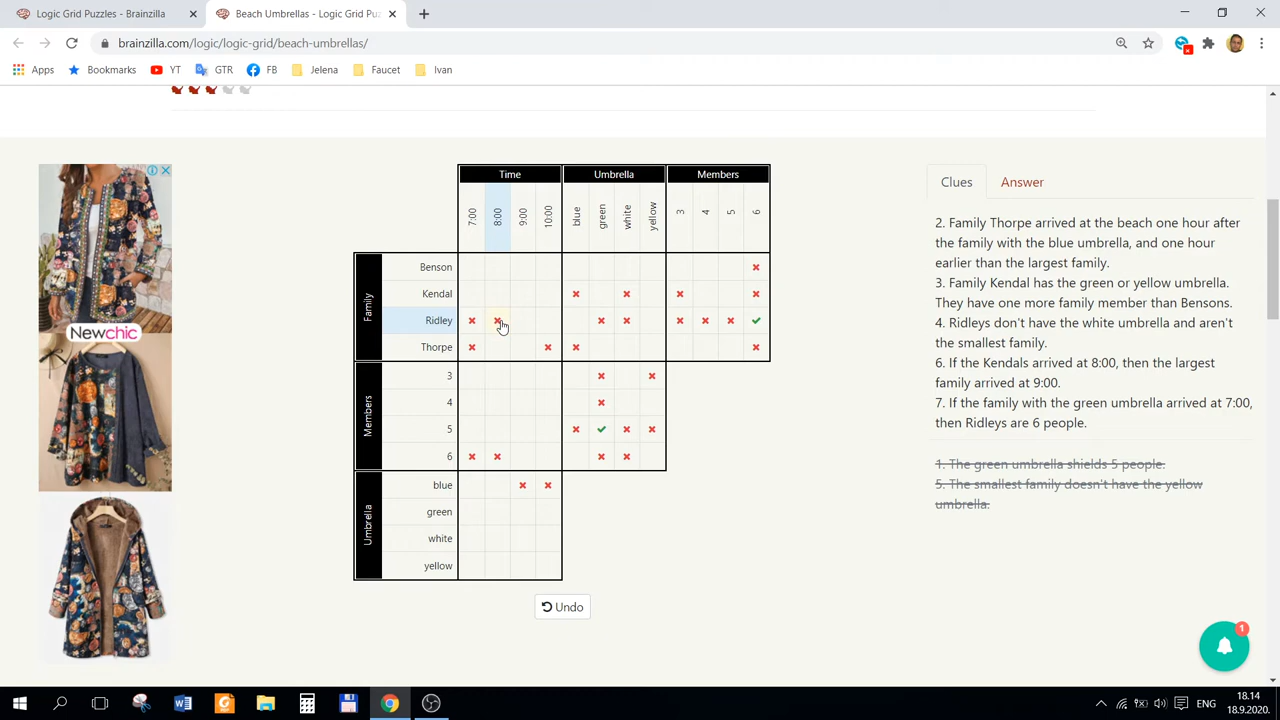 Logic Grid Puzzles - Brainzilla
Beach Umbrellas - Logic Grid Puz
brainzilla.com/logic/logic-grid/beach-umbrellas/
Apps
Bookmarks
YT
GTR
FB
Jelena
Faucet
Ivan
Newchic
Time
Umbrella
Members
7:00
8:00
9:00
10:00
blue
green
white
yellow
3
4
5
6
Family
Benson
Kendal
Ridley
Thorpe
Members
3
4
5
6
Umbrella
blue
green
white
yellow
Undo
Clues
Answer
2. Family Thorpe arrived at the beach one hour after
the family with the blue umbrella, and one hour
earlier than the largest family.
3. Family Kendal has the green or yellow umbrella.
They have one more family member than Bensons.
4. Ridleys don't have the white umbrella and aren't
the smallest family.
6. If the Kendals arrived at 8:00, then the largest
family arrived at 9:00.
7. If the family with the green umbrella arrived at 7:00,
then Ridleys are 6 people.
1. The green umbrella shields 5 people.
5. The smallest family doesn't have the yellow
umbrella.
1
ENG
18.14
18.9.2020.